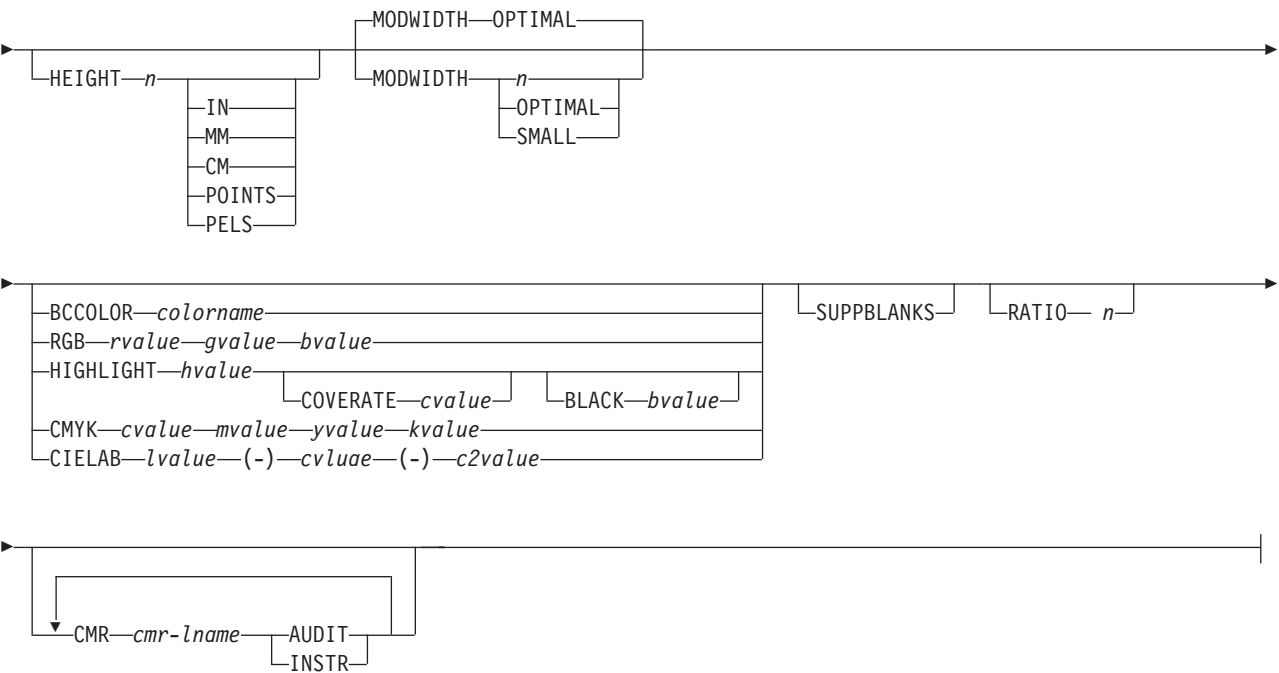 MODWIDTH OPTIMAL
HEIGHT n MODWIDTH n
IN OPTIMAL
MM SMALL
CM
POINTS
PELS
BCCOLOR colorname SUPPBLANKS RATIO n
RGB rvalue gvalue bvalue
HIGHLIGHT hvalue
COVERATE cvalue BLACK bvalue
CMYK cvalue mvalue yvalue kvalue
CIELAB lvalue (-) cvluae (-) c2value
CMR cmr-lname AUDIT
INSTR